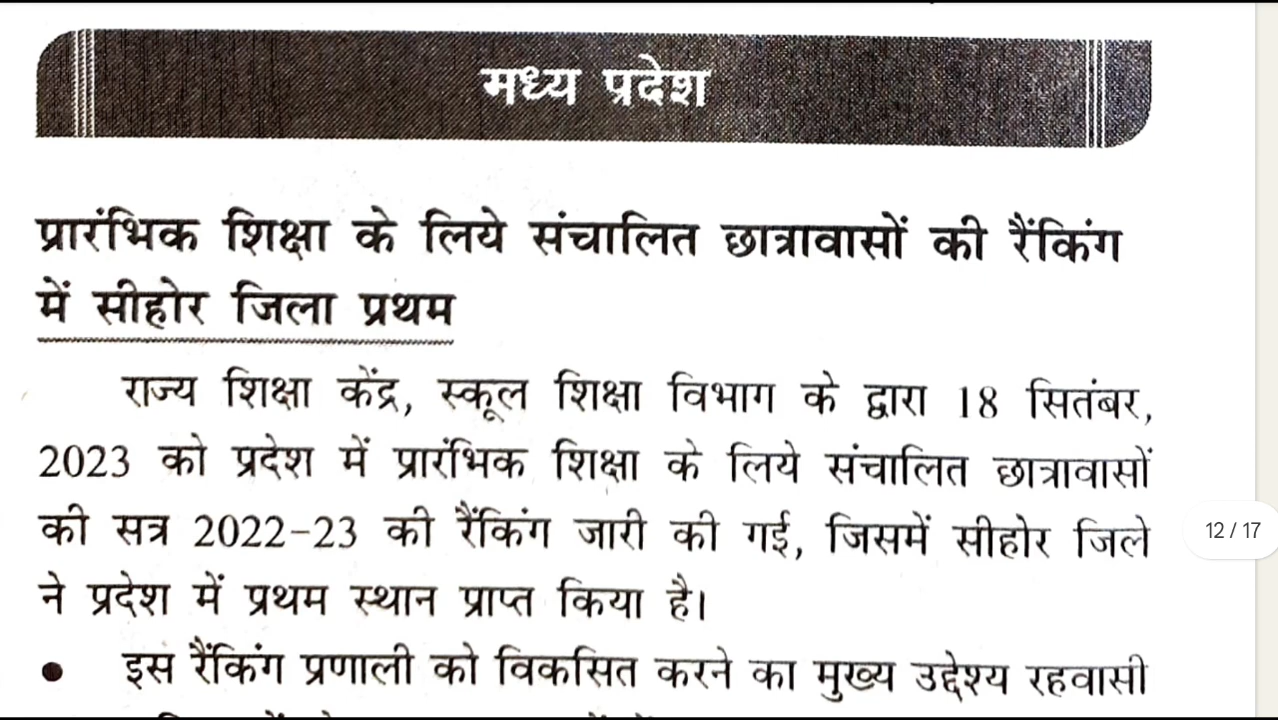 मध्य प्रदेश
प्रारंभिक शिक्षा के लिये संचालित छात्रावासों की रैंकिंग
में सीहोर जिला प्रथम
राज्य शिक्षा केंद्र, स्कूल शिक्षा विभाग के द्वारा 18 सितंबर,
2023 को प्रदेश में प्रारंभिक शिक्षा के लिये संचालित छात्रावासों
की सत्र 2022-23 की रैंकिंग जारी की गई, जिसमें सीहोर जिले
12 / 17
ने प्रदेश में प्रथम स्थान प्राप्त किया है।
• इस रैंकिंग प्रणाली को विकसित करने का मुख्य उद्देश्य रहवासी